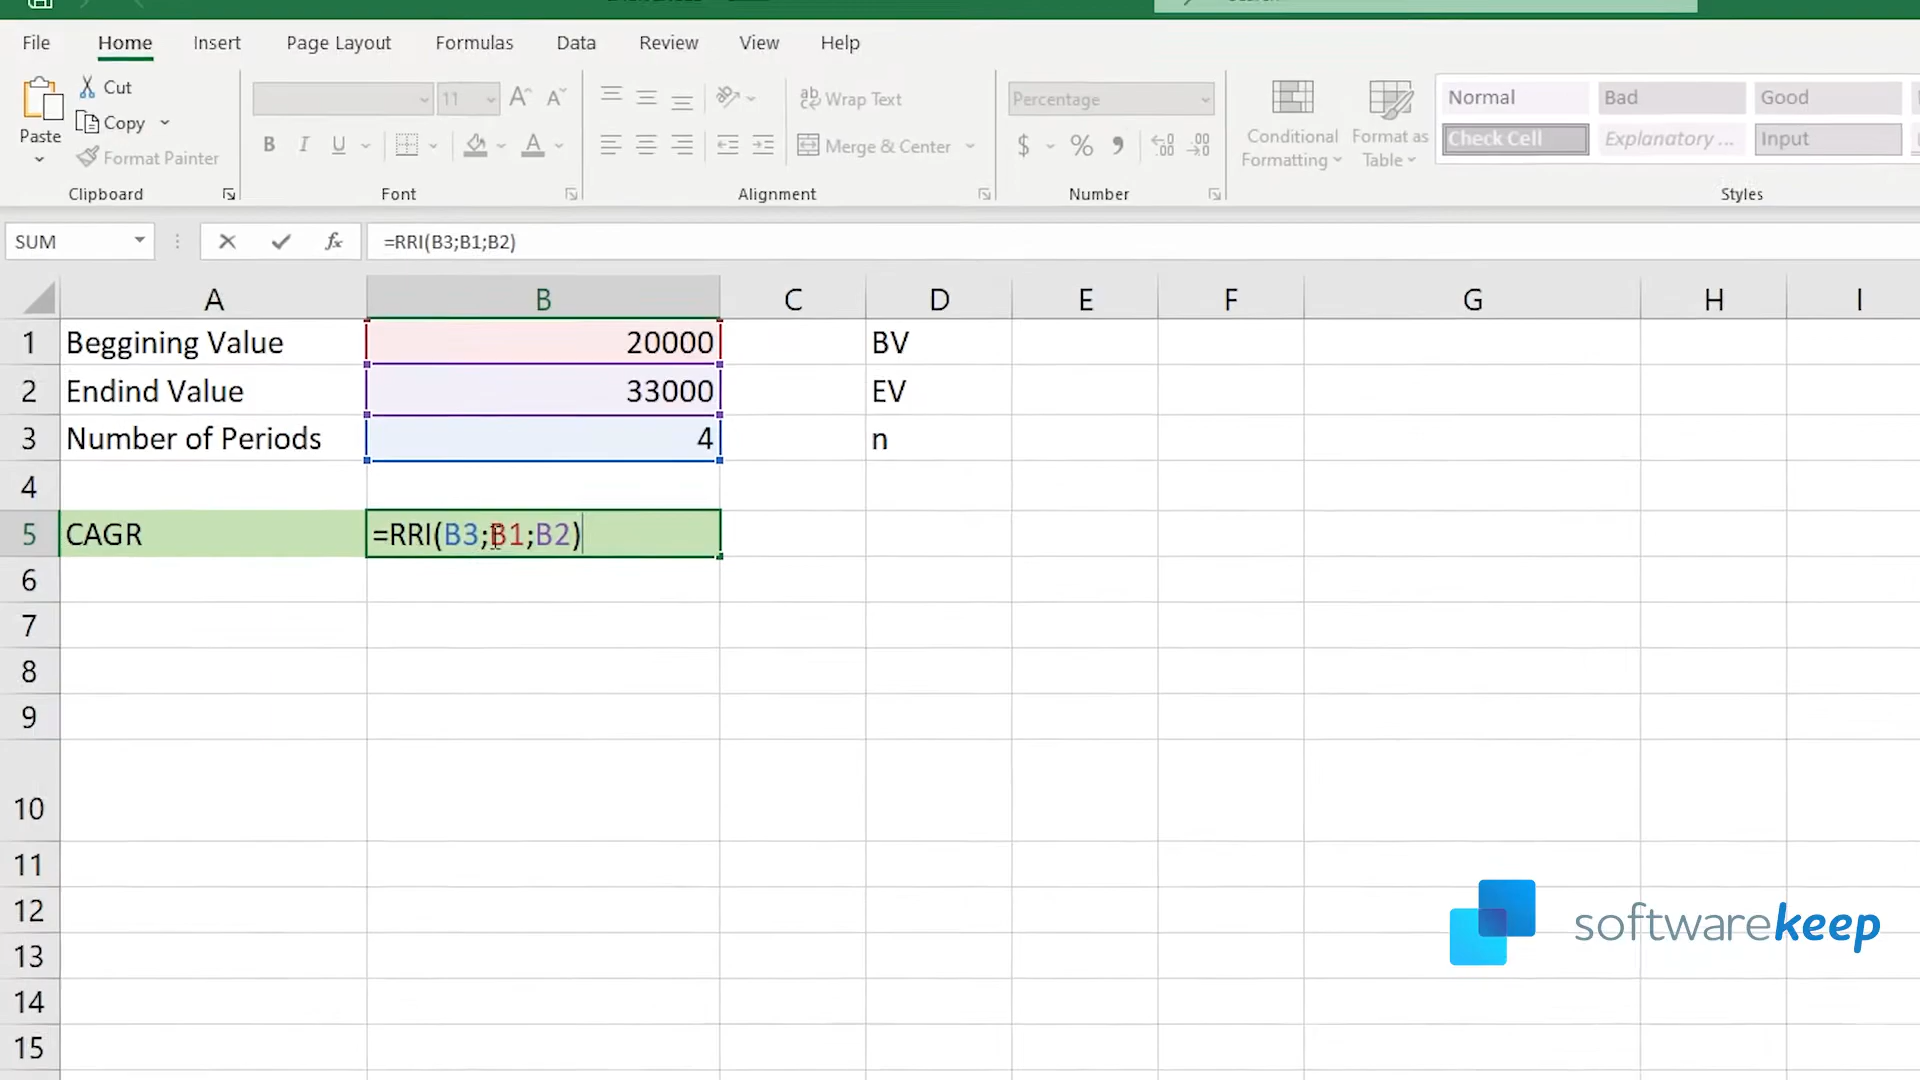 File Home Insert Page Layout Formulas Data Review View Help
Paste
Cut
Copy
Format Painter
Clipboard
11
B I U
Font
Wrap Text
Merge & Center
Alignment
Percentage
$ %
Number
Conditional
Formatting
Format as
Table
Normal Bad Good
Check Cell Explanatory ... Input
Styles
SUM fx =RRI(B3;B1;B2)
A B C D E F G H I
1 Beggining Value 20000 BV
2 Endind Value 33000 EV
3 Number of Periods 4 n
4
5 CAGR =RRI(B3;B1;B2)
6
7
8
9
10
11
12
softwarekeep
13
14
15